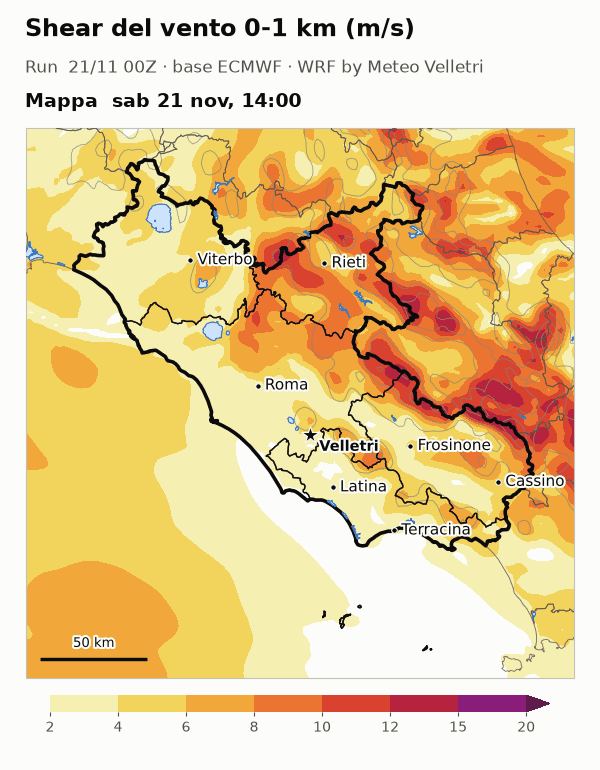 Shear del vento 0-1 km (m/s)
Run  21/11 00Z · base ECMWF · WRF by Meteo Velletri
Mappa  sab 21 nov, 14:00
Viterbo
Rieti
Roma
Velletri
Frosinone
Cassino
Latina
Terracina
50 km
2 4 6 8 10 12 15 20